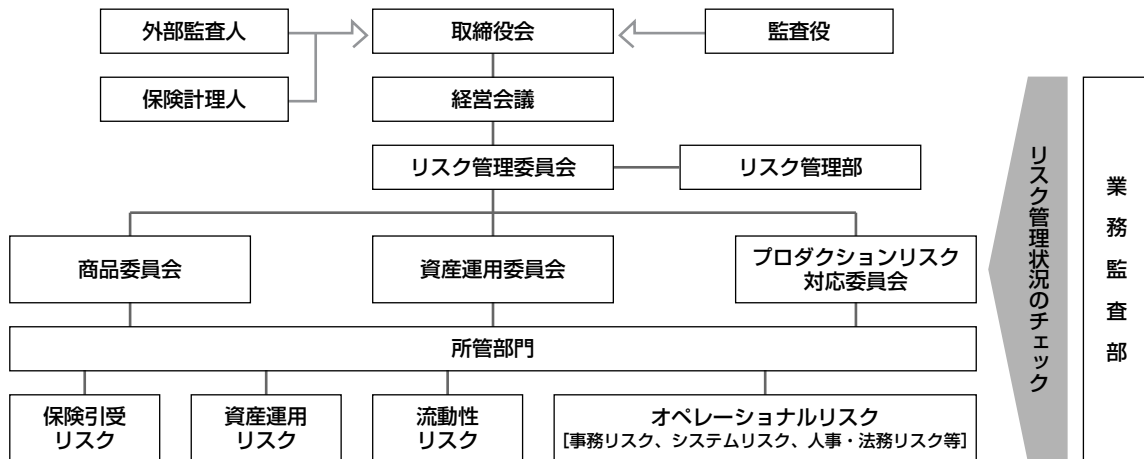 外部監査人
取締役会
監査役
保険計理人
経営会議
リスク管理委員会
リスク管理部
商品委員会
資産運用委員会
プロダクションリスク
対応委員会
所管部門
保険引受
リスク
資産運用
リスク
流動性
リスク
オペレーショナルリスク
[事務リスク、システムリスク、人事・法務リスク等]
リスク管理状況のチェック
業務監査部